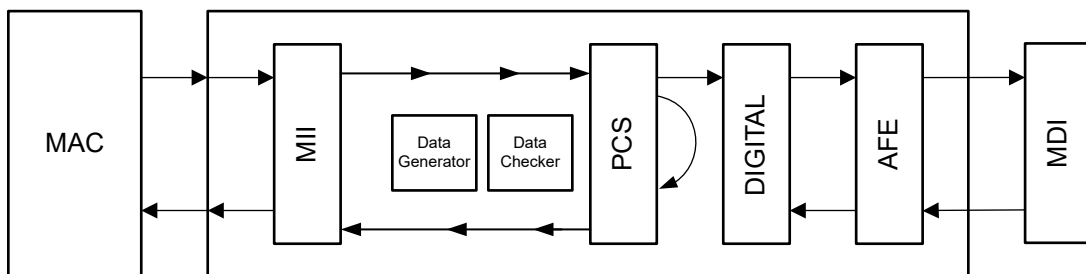 MAC
MII
Data
Generator
Data
Checker
PCS
DIGITAL
AFE
MDI